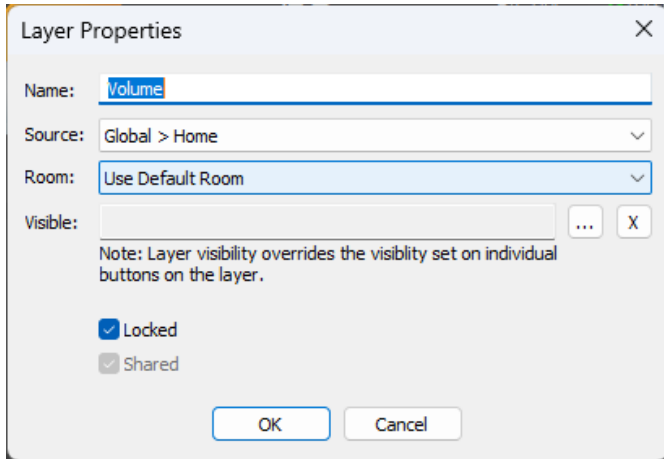 Layer Properties
Name: Volume
Source: Global > Home
Room: Use Default Room
Visible: ... X
Note: Layer visibility overrides the visiblity set on individual
buttons on the layer.
Locked
Shared
OK Cancel